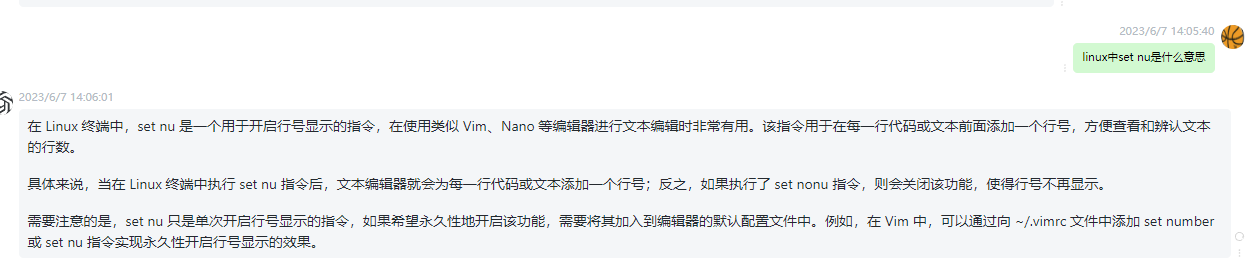 2023/6/7 14:05:40
linux中set nu是什么意思
2023/6/7 14:06:01
在 Linux 终端中，set nu 是一个用于开启行号显示的指令，在使用类似 Vim、Nano 等编辑器进行文本编辑时非常有用。该指令用于在每一行代码或文本前面添加一个行号，方便查看和辨认文本
的行数。
具体来说，当在 Linux 终端中执行 set nu 指令后，文本编辑器就会为每一行代码或文本添加一个行号；反之，如果执行了 set nonu 指令，则会关闭该功能，使得行号不再显示。
需要注意的是，set nu 只是单次开启行号显示的指令，如果希望永久性地开启该功能，需要将其加入到编辑器的默认配置文件中。例如，在 Vim 中，可以通过向 ~/.vimrc 文件中添加 set number
或 set nu 指令实现永久性开启行号显示的效果。